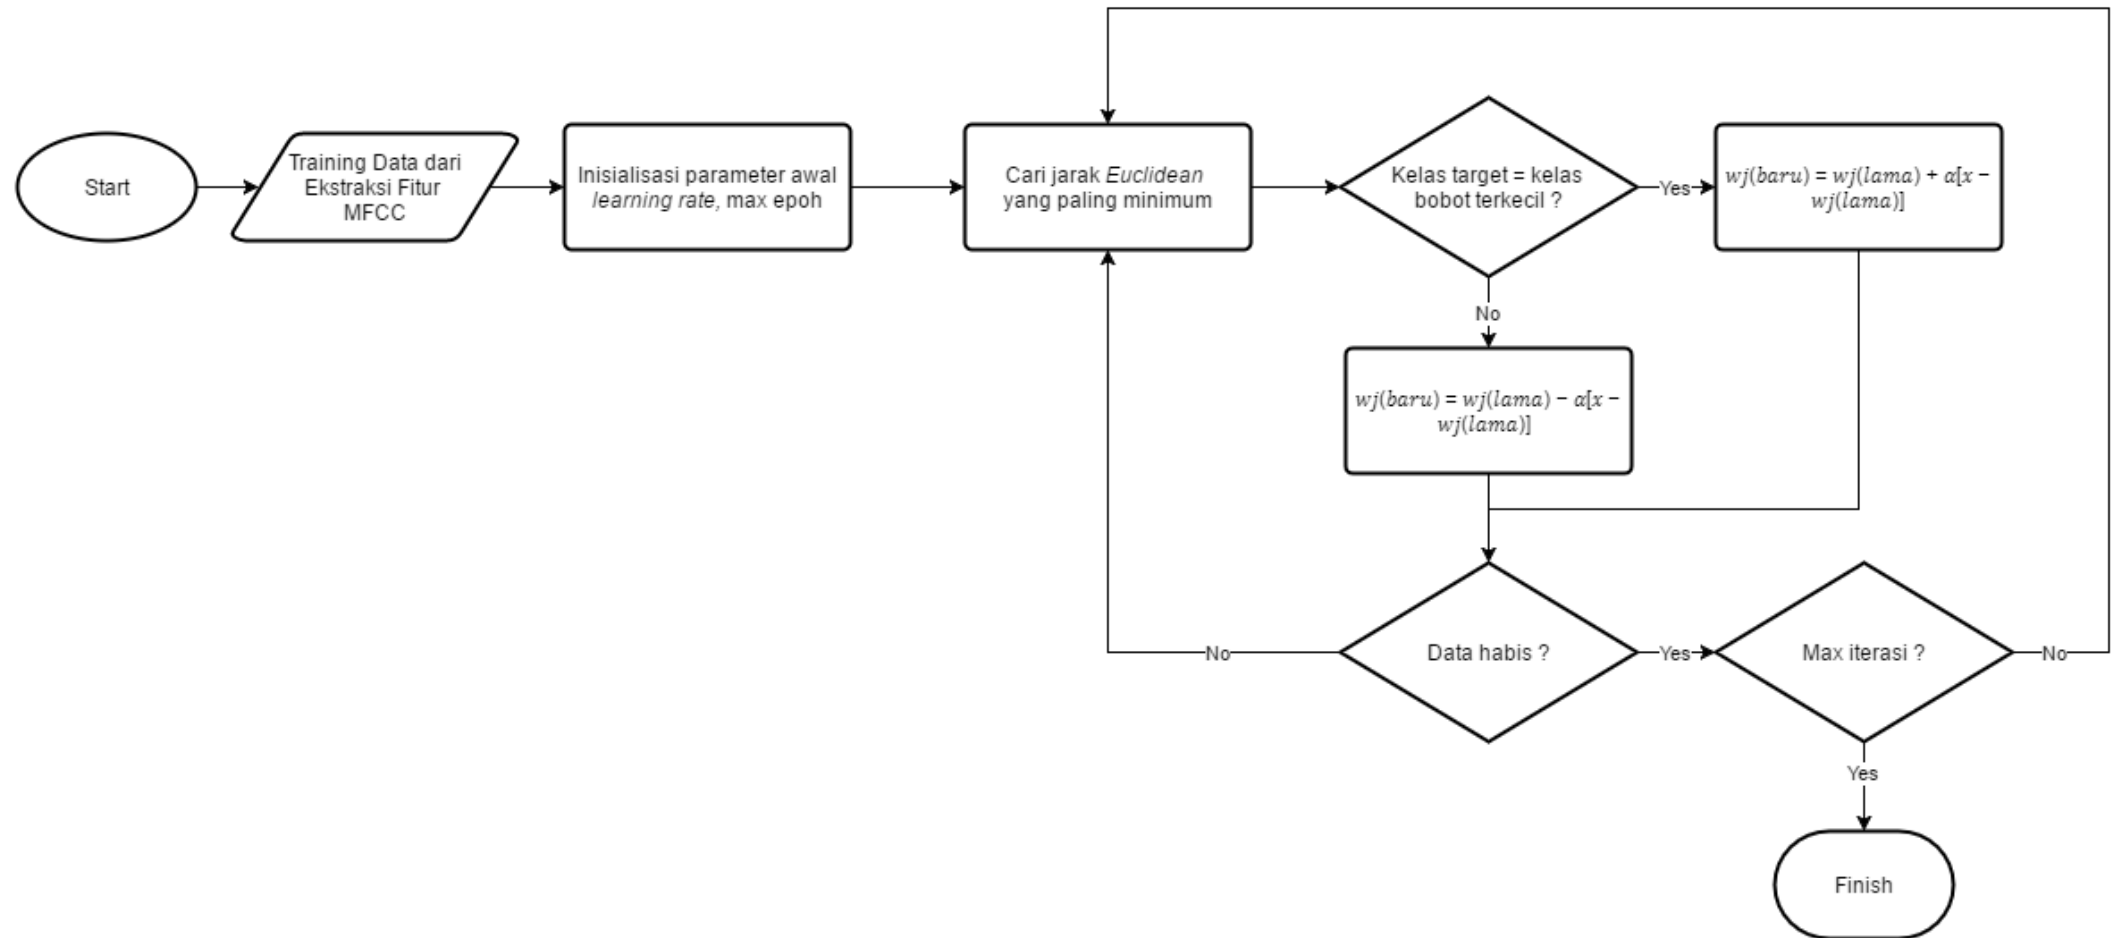 Start
Training Data dari
Ekstraksi Fitur
MFCC
Inisialisasi parameter awal
learning rate, max epoh
Cari jarak Euclidean
yang paling minimum
Kelas target = kelas
bobot terkecil ?
Yes
wj(baru) = wj(lama) + α[x −
wj(lama)]
No
wj(baru) = wj(lama) − α[x −
wj(lama)]
No
Data habis ?
Yes
Max iterasi ?
No
Yes
Finish